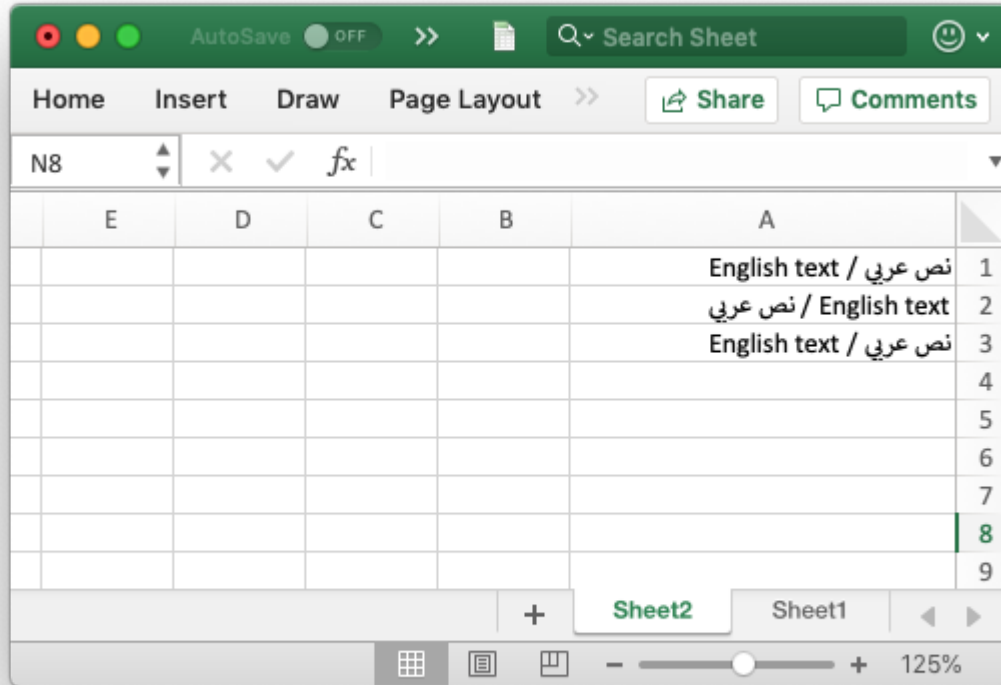 AutoSave OFF Search Sheet
Home Insert Draw Page Layout Share Comments
N8 fx
E D C B A
نص عربي / English text 1
English text / نص عربي 2
نص عربي / English text 3
4
5
6
7
8
9
Sheet2 Sheet1
125%